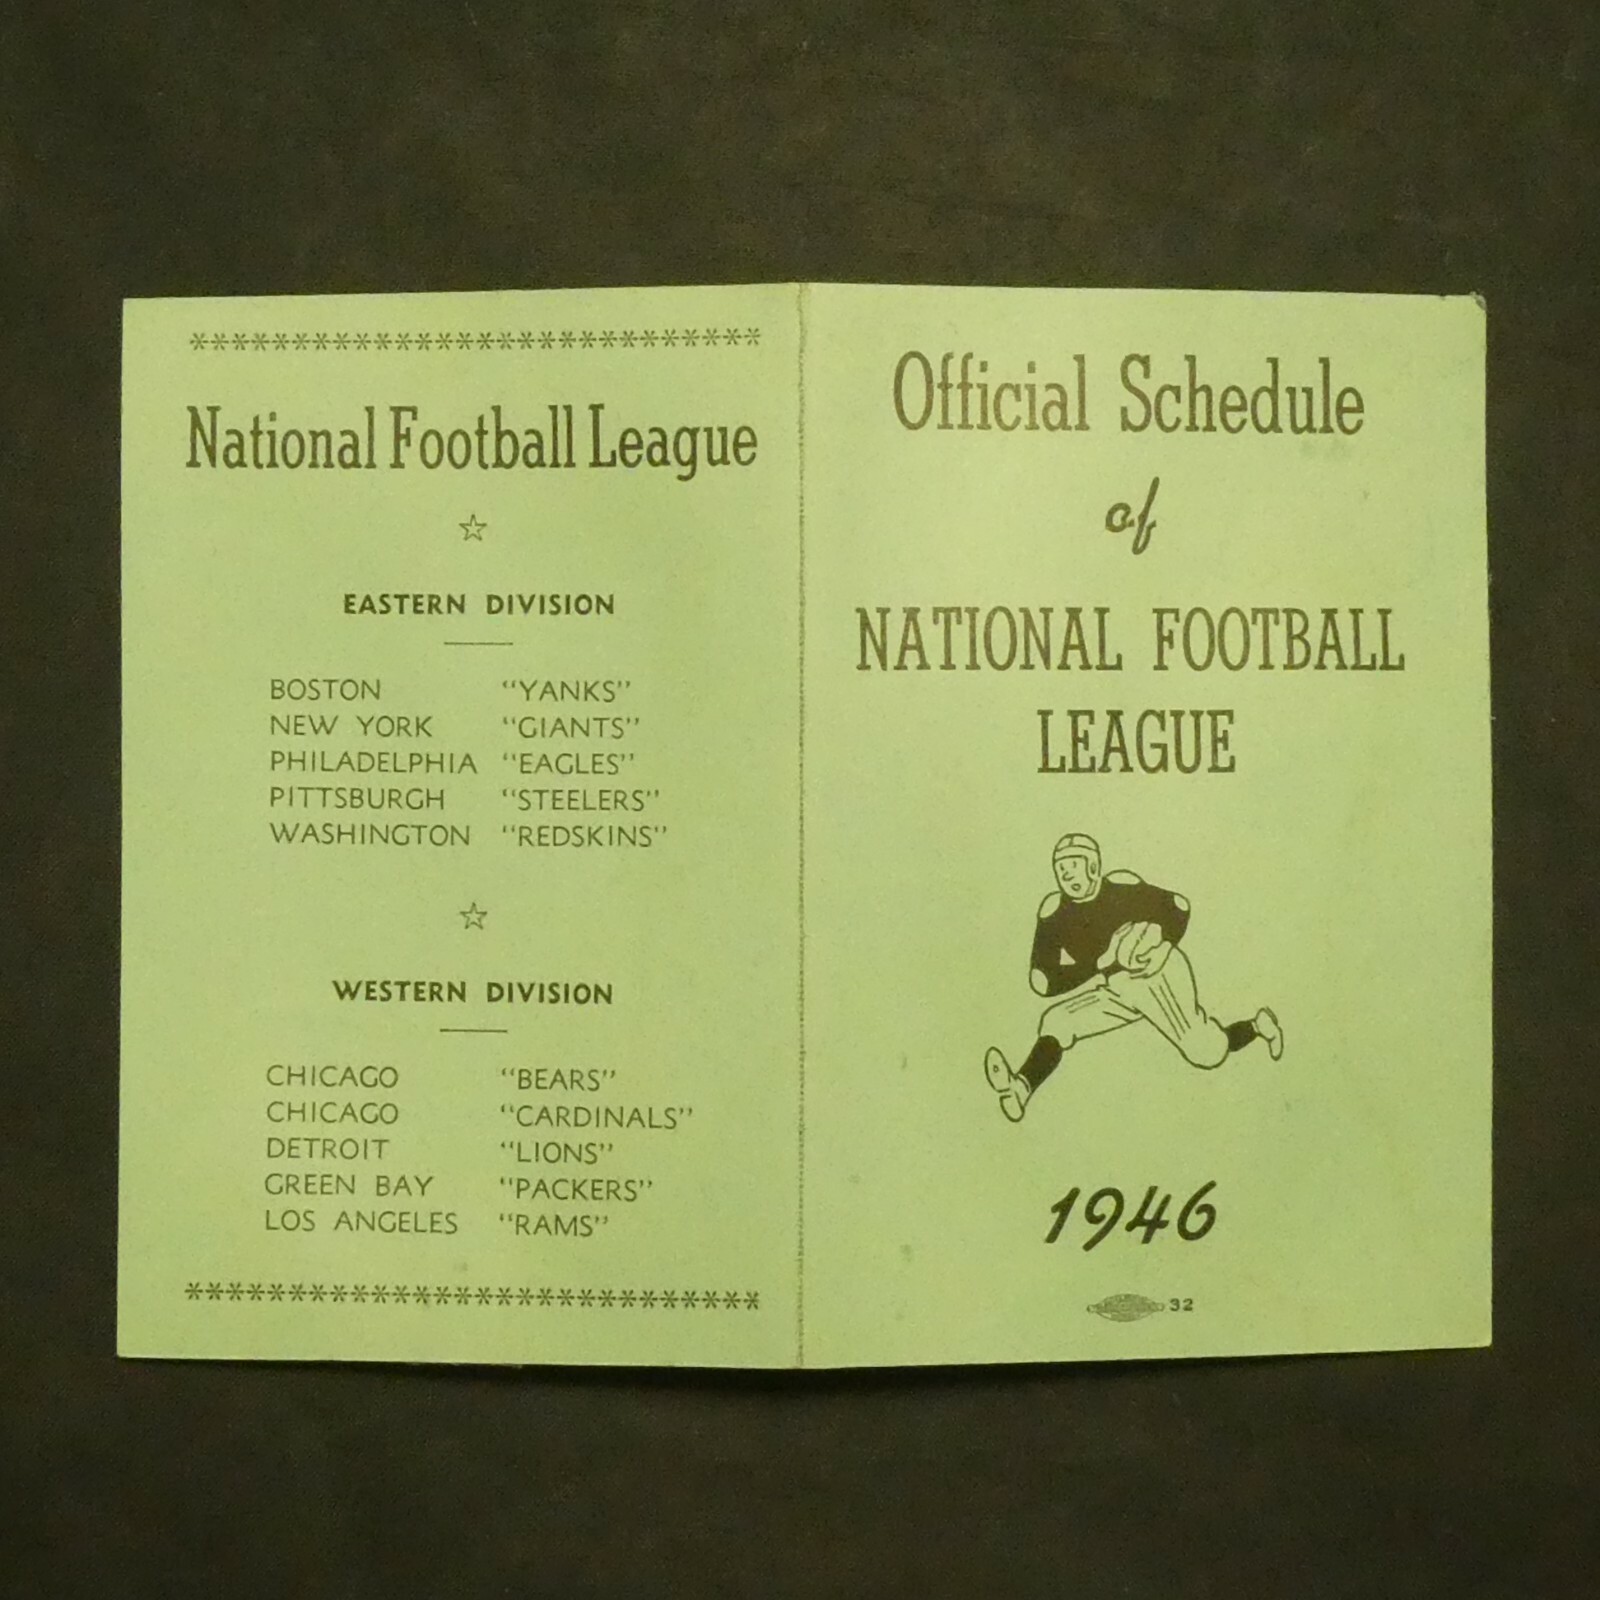 ***************************
National Football League
☆
EASTERN DIVISION
BOSTON "YANKS"
NEW YORK "GIANTS"
PHILADELPHIA "EAGLES"
PITTSBURGH "STEELERS"
WASHINGTON "REDSKINS"
☆
WESTERN DIVISION
CHICAGO "BEARS"
CHICAGO "CARDINALS"
DETROIT "LIONS"
GREEN BAY "PACKERS"
LOS ANGELES "RAMS"
***************************
Official Schedule
of
NATIONAL FOOTBALL
LEAGUE
1946
32